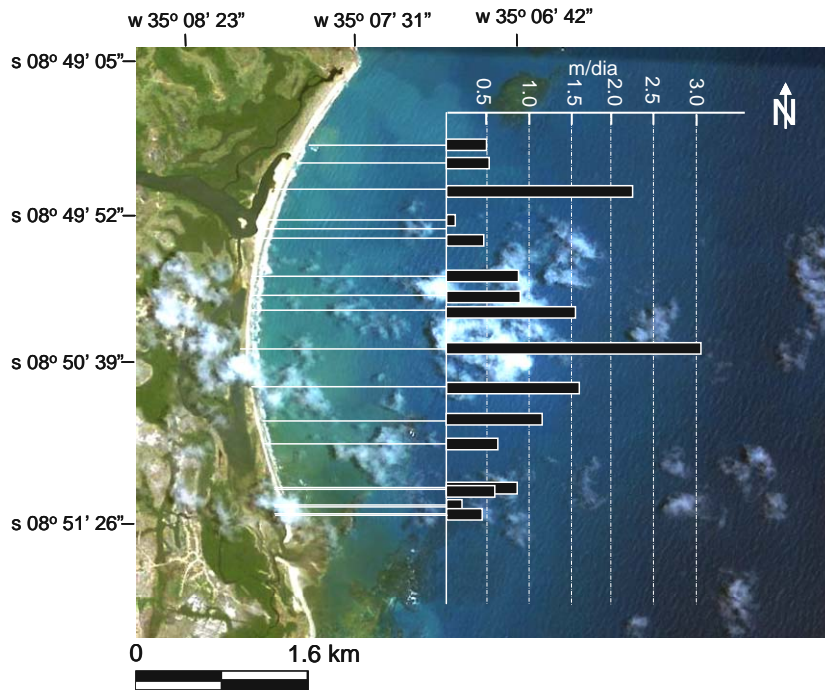 w 35º 08’ 23”
w 35º 07’ 31”
w 35º 06’ 42”
s 08º 49’ 05”
m/dia
0.5
1.0
1.5
2.0
2.5
3.0
N
s 08º 49’ 52”
s 08º 50’ 39”
s 08º 51’ 26”
0
1.6 km